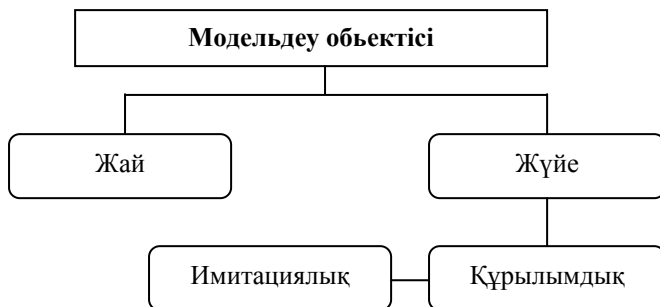 Модельдеу обьектісі
Жай
Жүйе
Имитациялық
Құрылымдық